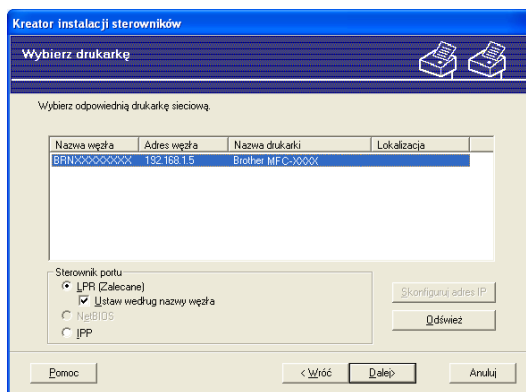 Kreator instalacji sterowników
Wybierz drukarkę
Wybierz odpowiednią drukarkę sieciową.
Nazwa węzła Adres węzła Nazwa drukarki Lokalizacja
BRNXXXXXXXXX 192.168.1.5 Brother MFC-XXXX
Sterownik portu
LPR (Zalecane)
Ustaw według nazwy węzła
NetBIOS
IPP
Skonfiguruj adres IP
Odśwież
Pomoc < Wróć Dalej> Anuluj